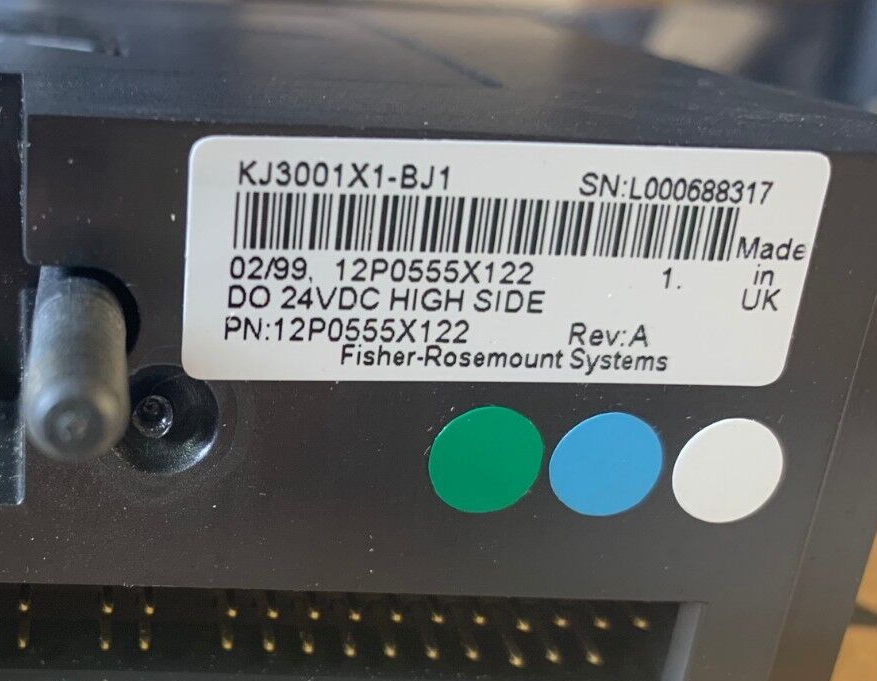 KJ3001X1-BJ1 SN:L000688317
Made
02/99, 12P0555X122 1. in
DO 24VDC HIGH SIDE UK
PN:12P0555X122 Rev:A
Fisher-Rosemount Systems